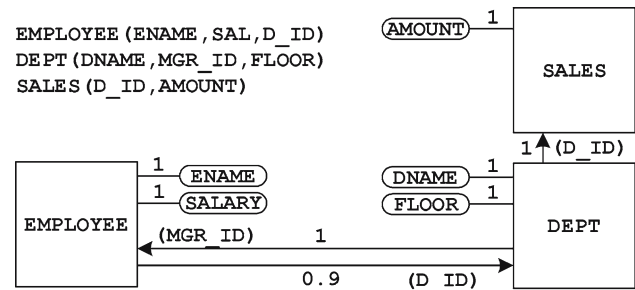 EMPLOYEE(ENAME,SAL,D_ID)
DEPT(DNAME,MGR_ID,FLOOR)
SALES(D_ID,AMOUNT)
AMOUNT 1
SALES
1 (D_ID)
EMPLOYEE
1 ENAME
1 SALARY
DNAME 1
FLOOR 1
DEPT
(MGR_ID) 1
0.9 (D_ID)